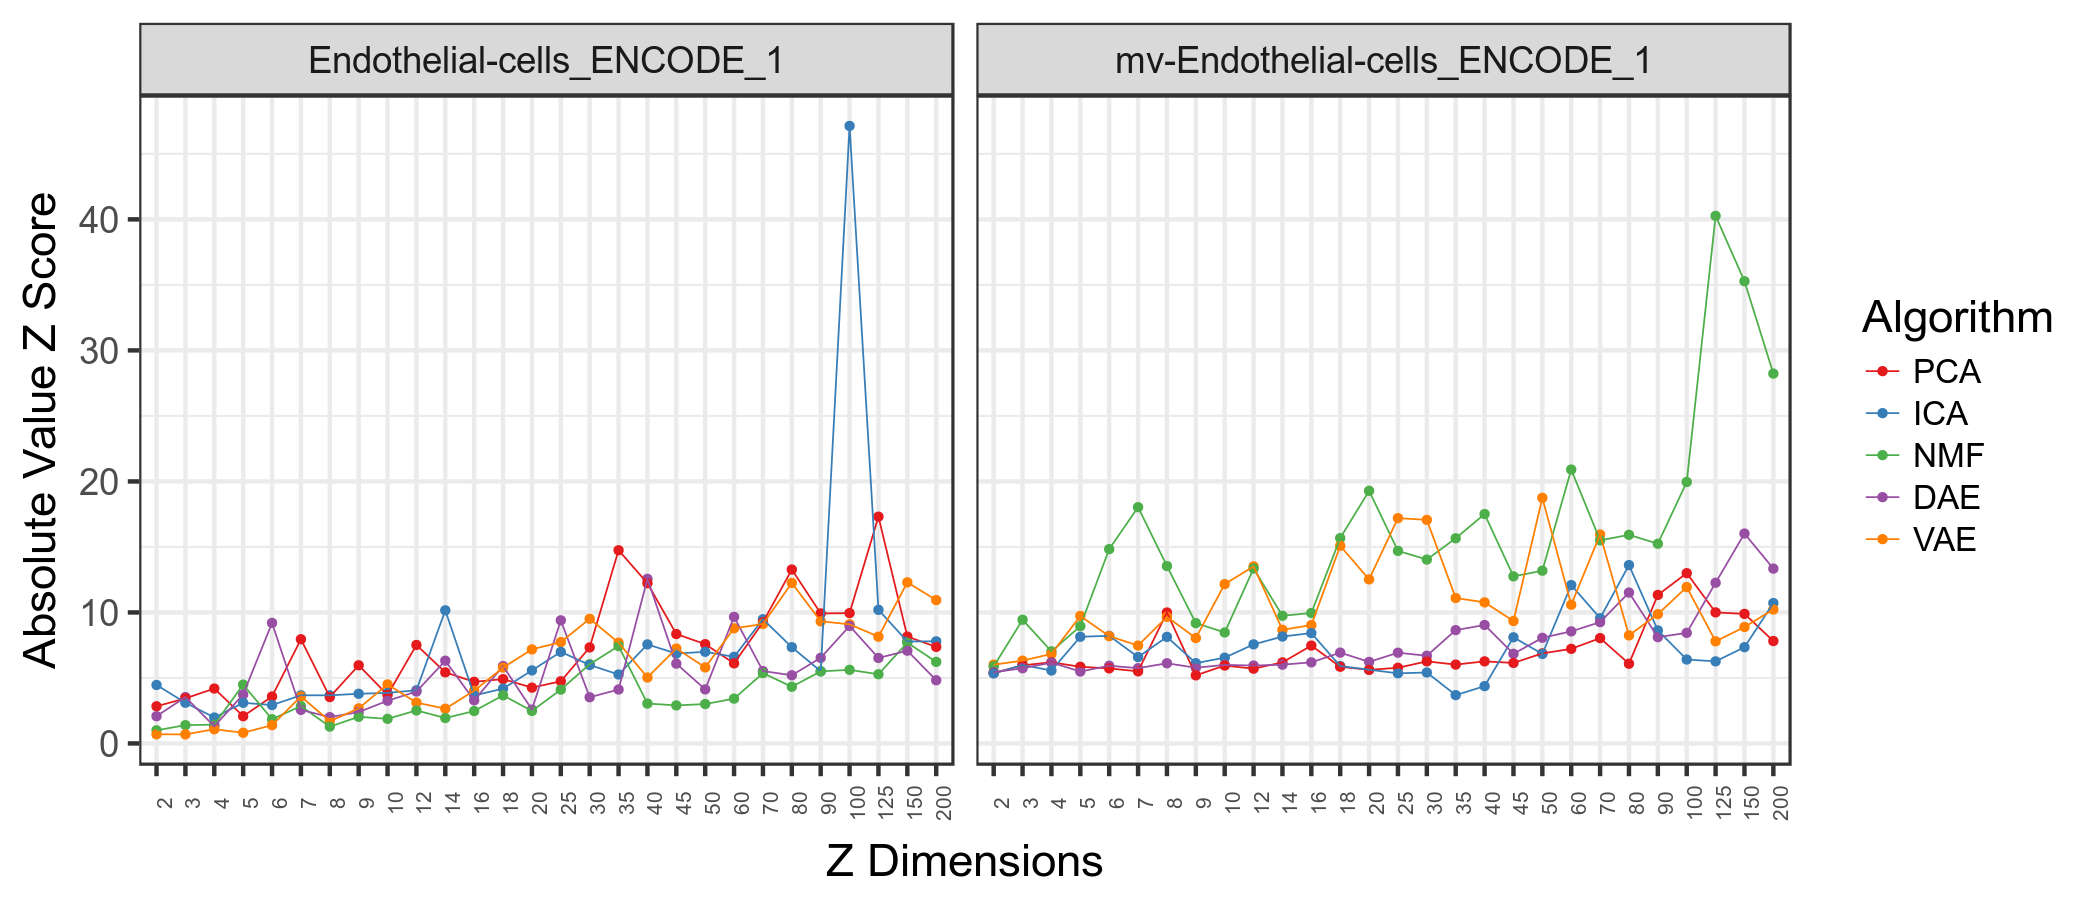 Endothelial-cells_ENCODE_1
mv-Endothelial-cells_ENCODE_1
Absolute Value Z Score
40
30
20
10
0
2 3 4 5 6 7 8 9 10 12 14 16 18 20 25 30 35 40 45 50 60 70 80 90 100 125 150 200
2 3 4 5 6 7 8 9 10 12 14 16 18 20 25 30 35 40 45 50 60 70 80 90 100 125 150 200
Z Dimensions
Algorithm
PCA
ICA
NMF
DAE
VAE